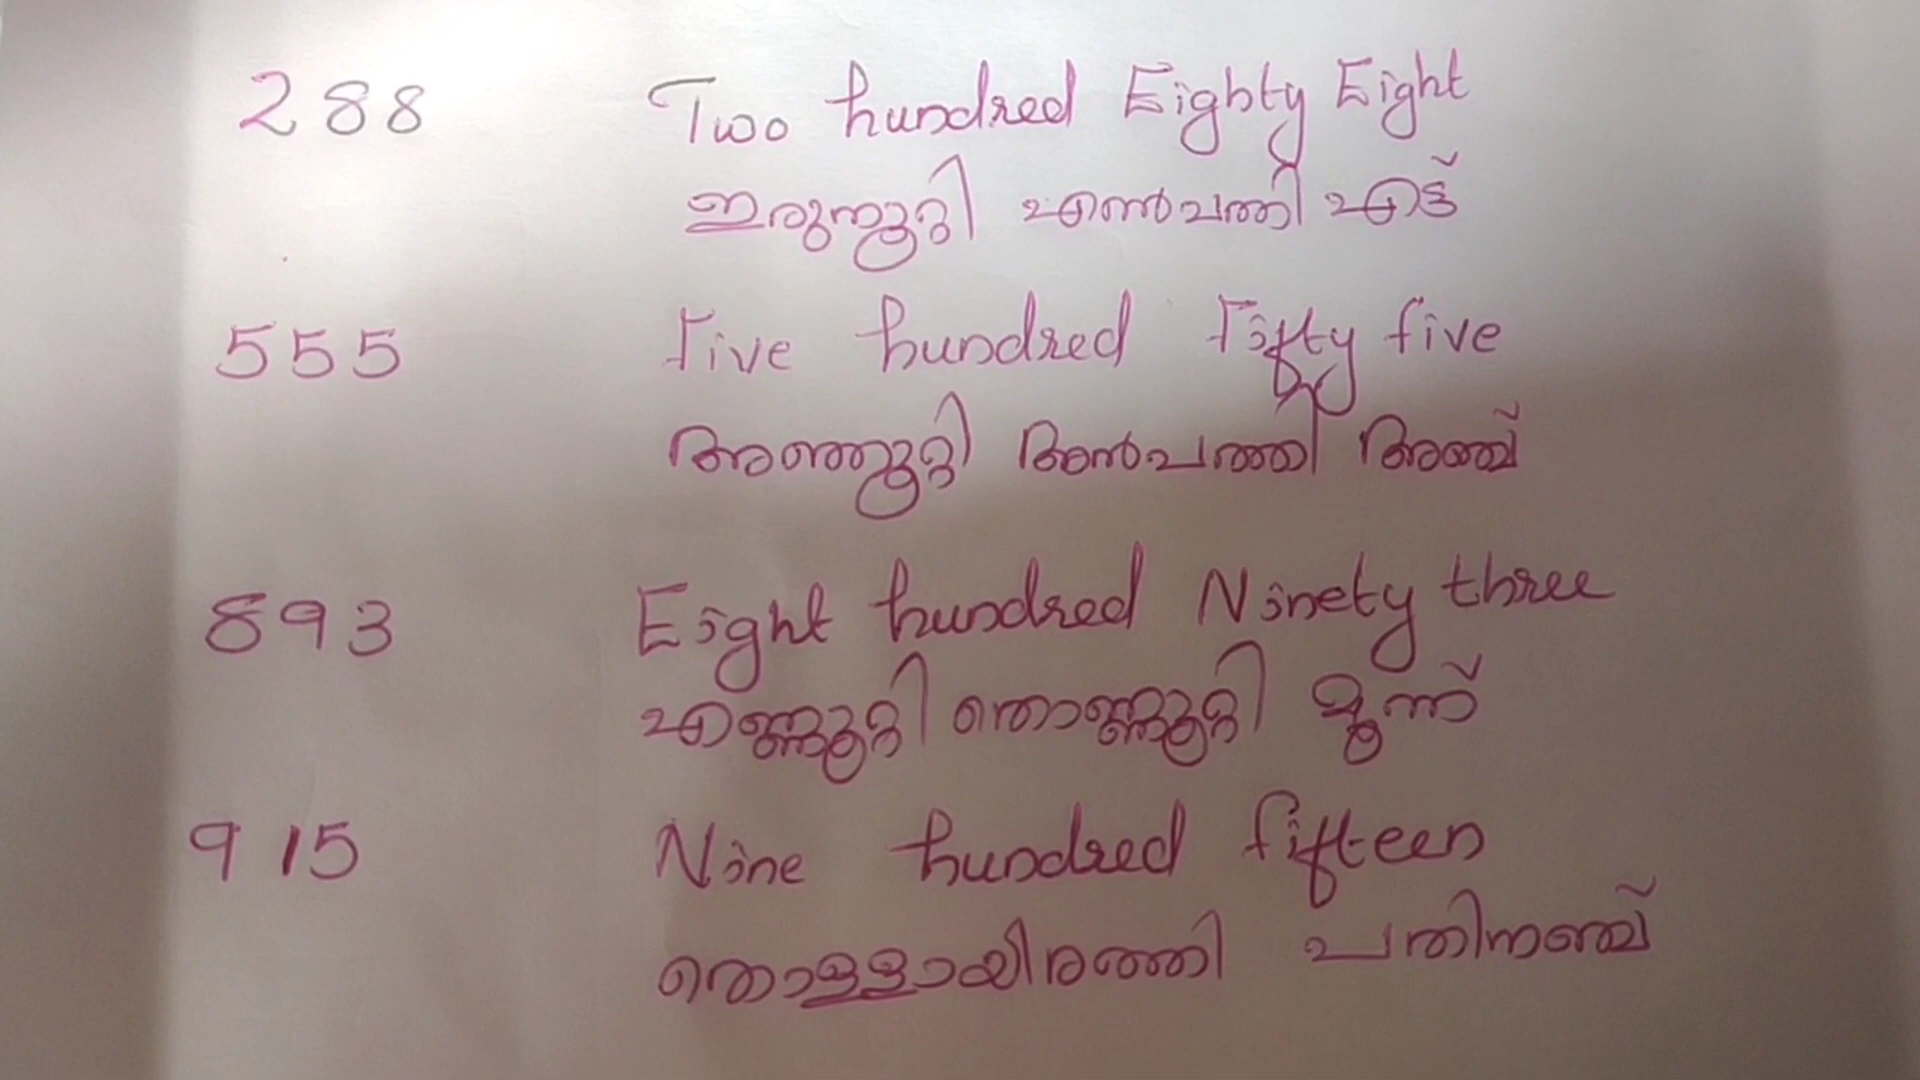 288 Two hundred Eighty Eight
ഇരുന്നൂറ്റി എൺപത്തി എട്ട്
555 Five hundred Fifty five
അഞ്ഞൂറ്റി അൻപത്തി അഞ്ച്
893 Eight hundred Ninety three
എണ്ണൂറ്റി തൊണ്ണൂറ്റി മൂന്ന്
915 Nine hundred fifteen
തൊള്ളായിരത്തി പതിനഞ്ച്